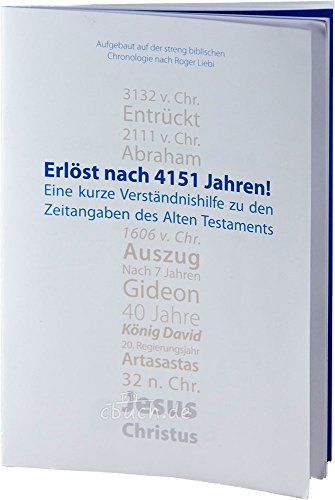 Aufgebaut auf der streng biblischen
Chronologie nach Roger Liebi
3132 v. Chr.
Entrückt
2111 v. Chr.
Abraham
Erlöst nach 4151 Jahren!
Eine kurze Verständnishilfe zu den
Zeitangaben des Alten Testaments
1606 v. Chr.
Auszug
Nach 7 Jahren
Gideon
40 Jahre
König David
20. Regierungsjahr
Artasastas
32 n. Chr.
Jesus
cbuch.de
Christus